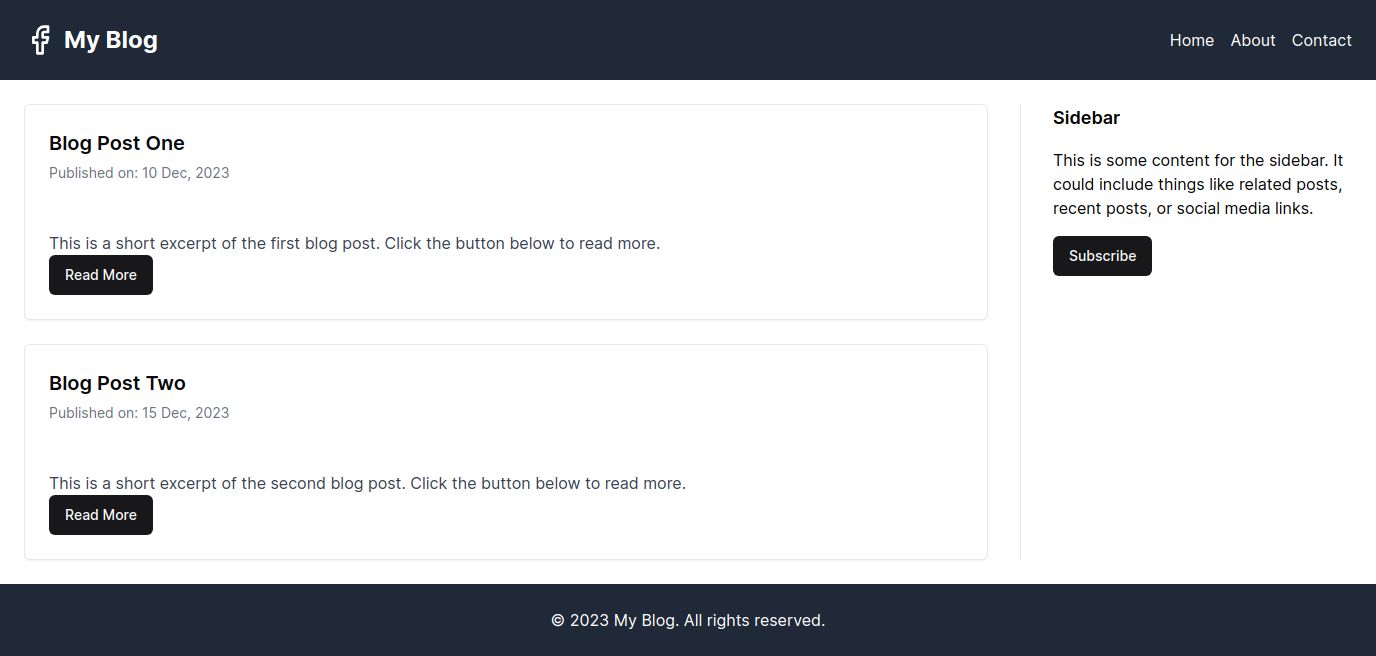 My Blog
Home About Contact
Blog Post One
Published on: 10 Dec, 2023
This is a short excerpt of the first blog post. Click the button below to read more.
Read More
Blog Post Two
Published on: 15 Dec, 2023
This is a short excerpt of the second blog post. Click the button below to read more.
Read More
Sidebar
This is some content for the sidebar. It
could include things like related posts,
recent posts, or social media links.
Subscribe
© 2023 My Blog. All rights reserved.